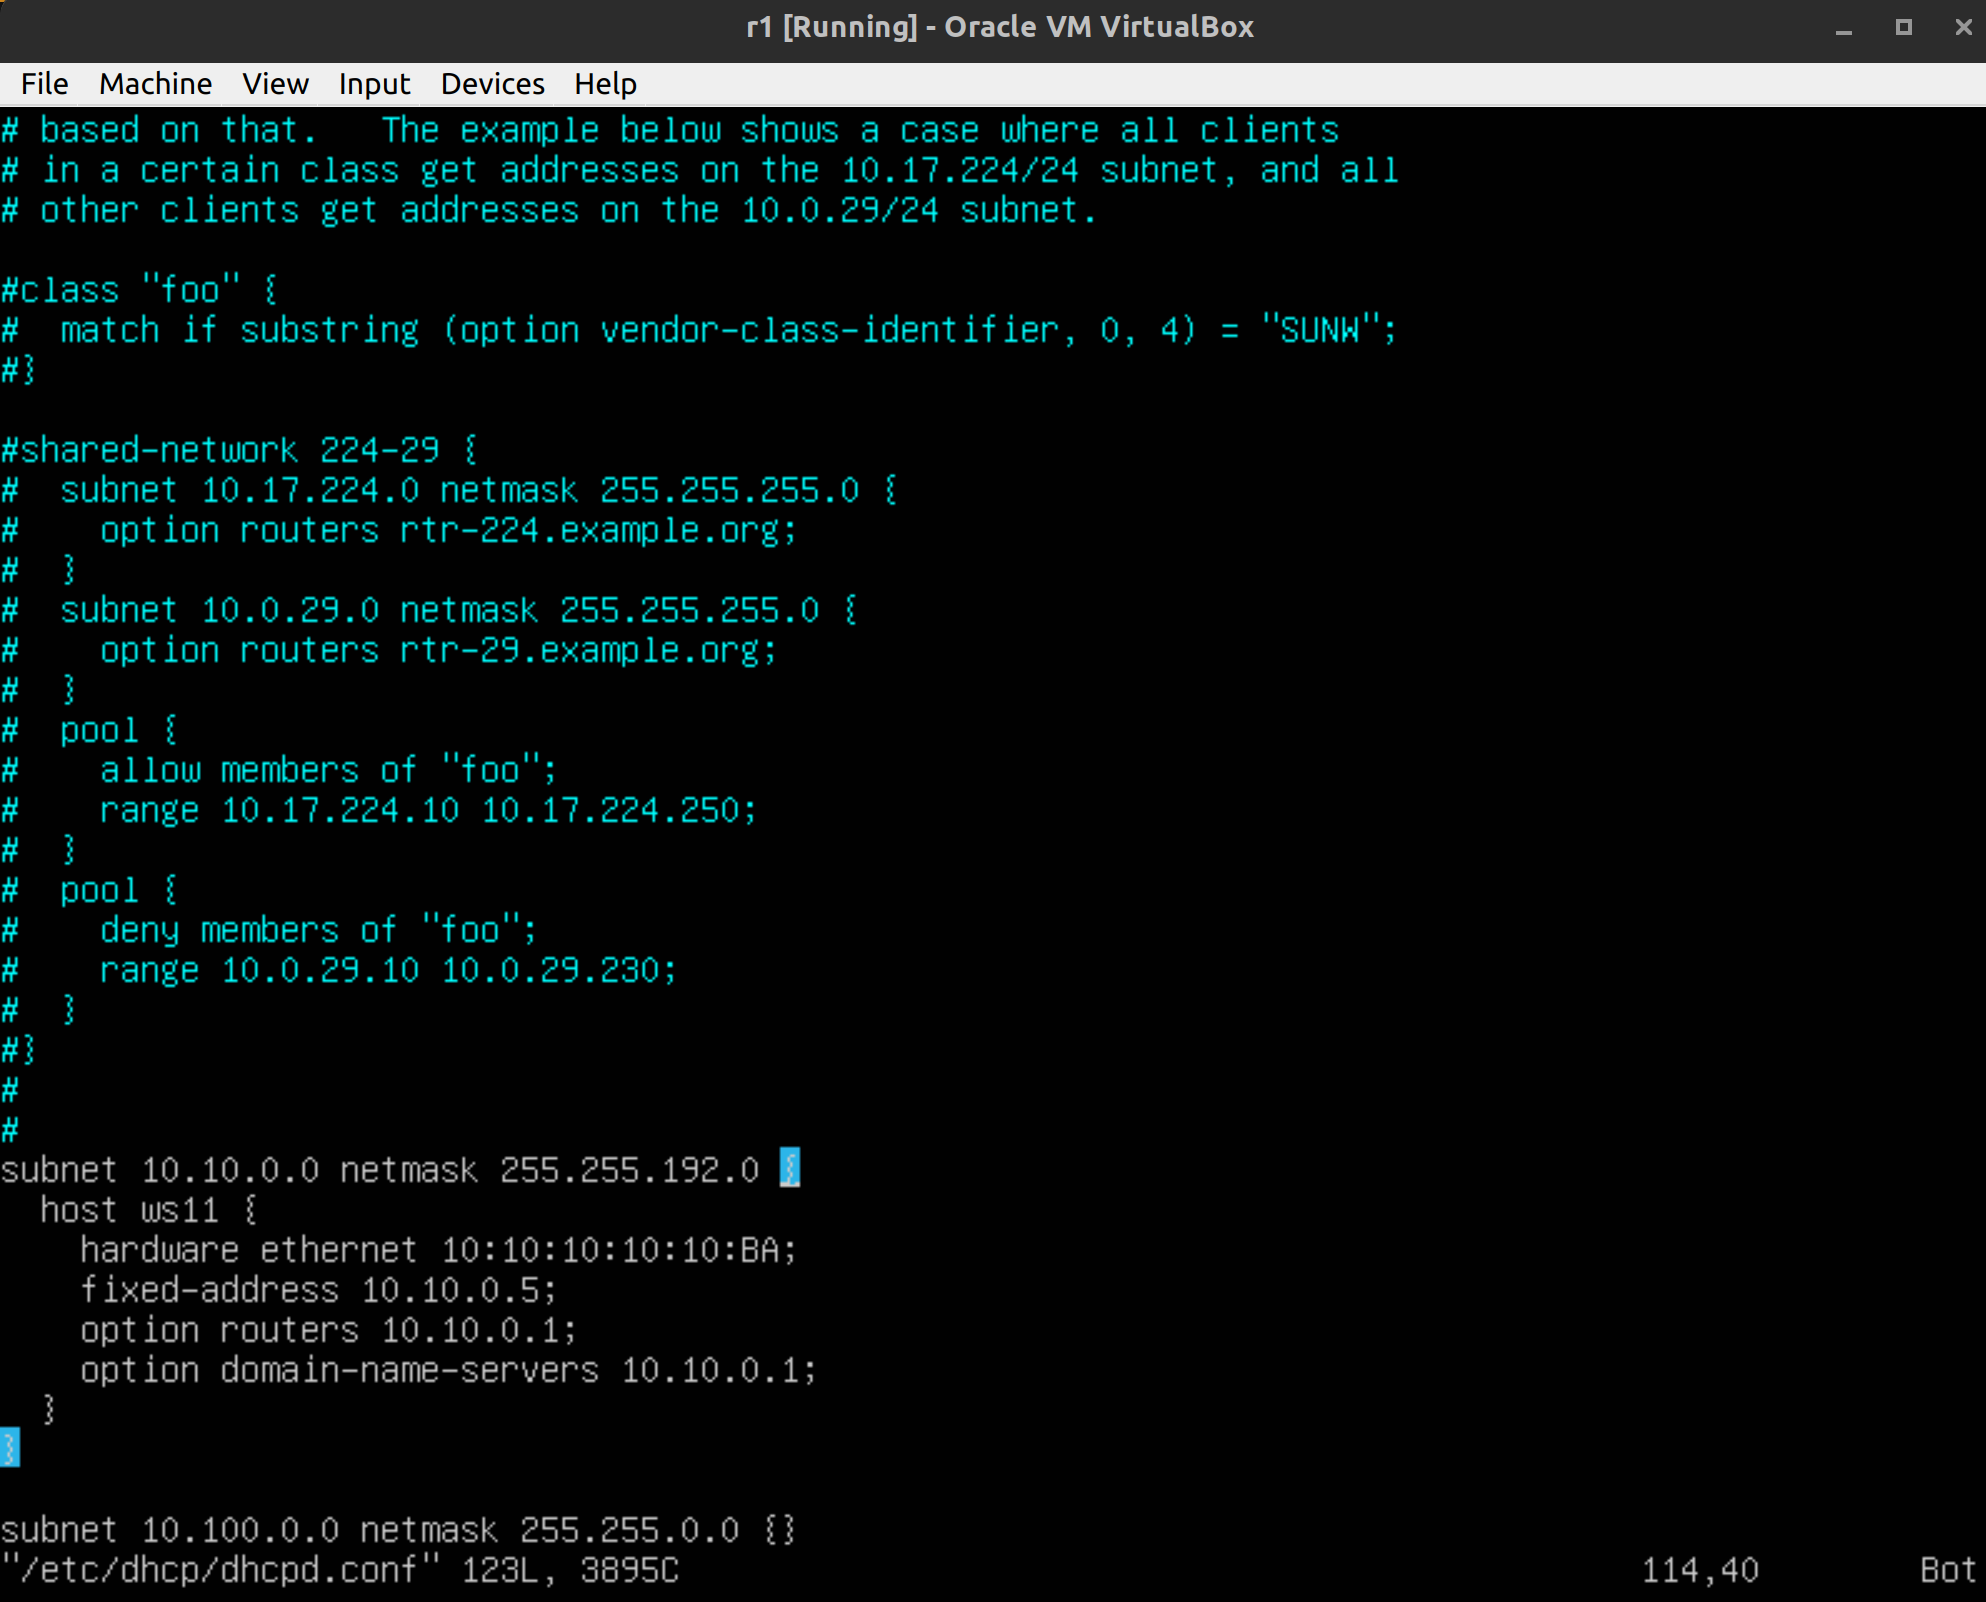 r1 [Running] - Oracle VM VirtualBox
File Machine View Input Devices Help
# based on that.   The example below shows a case where all clients
# in a certain class get addresses on the 10.17.224/24 subnet, and all
# other clients get addresses on the 10.0.29/24 subnet.
#class "foo" {
#  match if substring (option vendor-class-identifier, 0, 4) = "SUNW";
#}
#shared-network 224-29 {
#  subnet 10.17.224.0 netmask 255.255.255.0 {
#    option routers rtr-224.example.org;
#  }
#  subnet 10.0.29.0 netmask 255.255.255.0 {
#    option routers rtr-29.example.org;
#  }
#  pool {
#    allow members of "foo";
#    range 10.17.224.10 10.17.224.250;
#  }
#  pool {
#    deny members of "foo";
#    range 10.0.29.10 10.0.29.230;
#  }
#}
#
#
subnet 10.10.0.0 netmask 255.255.192.0 {
  host ws11 {
    hardware ethernet 10:10:10:10:10:BA;
    fixed-address 10.10.0.5;
    option routers 10.10.0.1;
    option domain-name-servers 10.10.0.1;
  }
}
subnet 10.100.0.0 netmask 255.255.0.0 {}
"/etc/dhcp/dhcpd.conf" 123L, 3895C 114,40 Bot